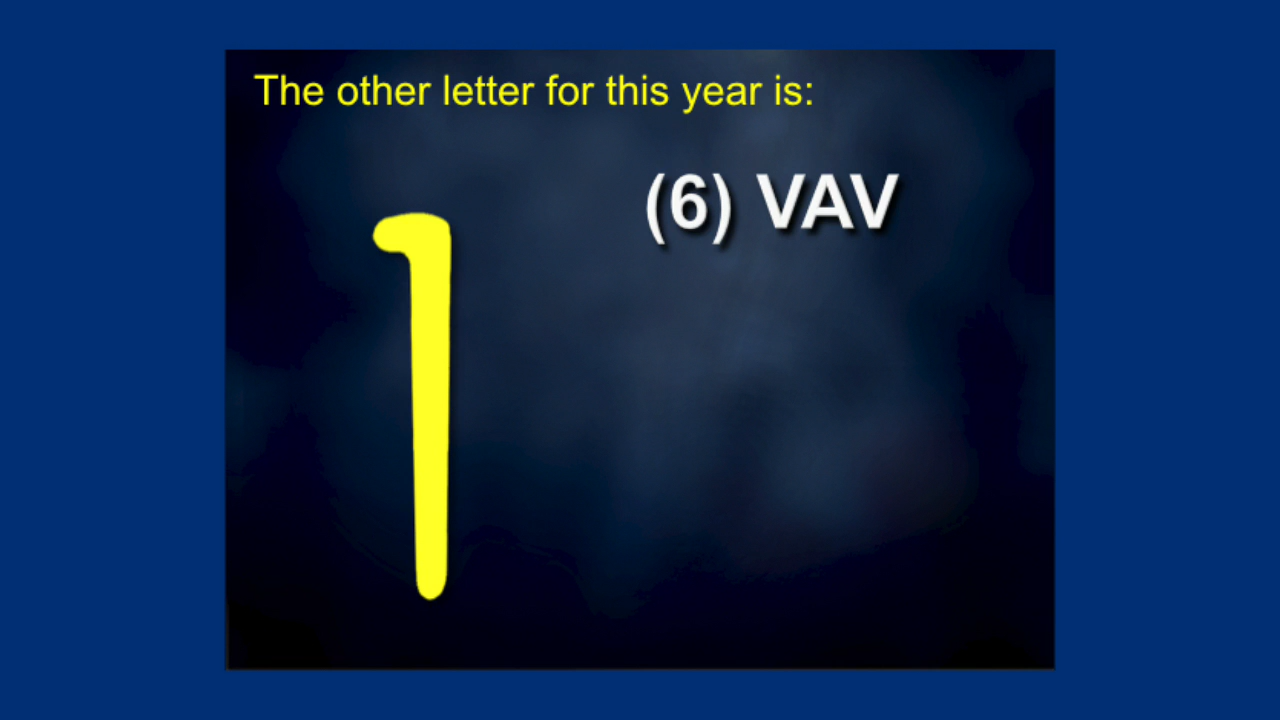 The other letter for this year is:
(6) VAV
ו